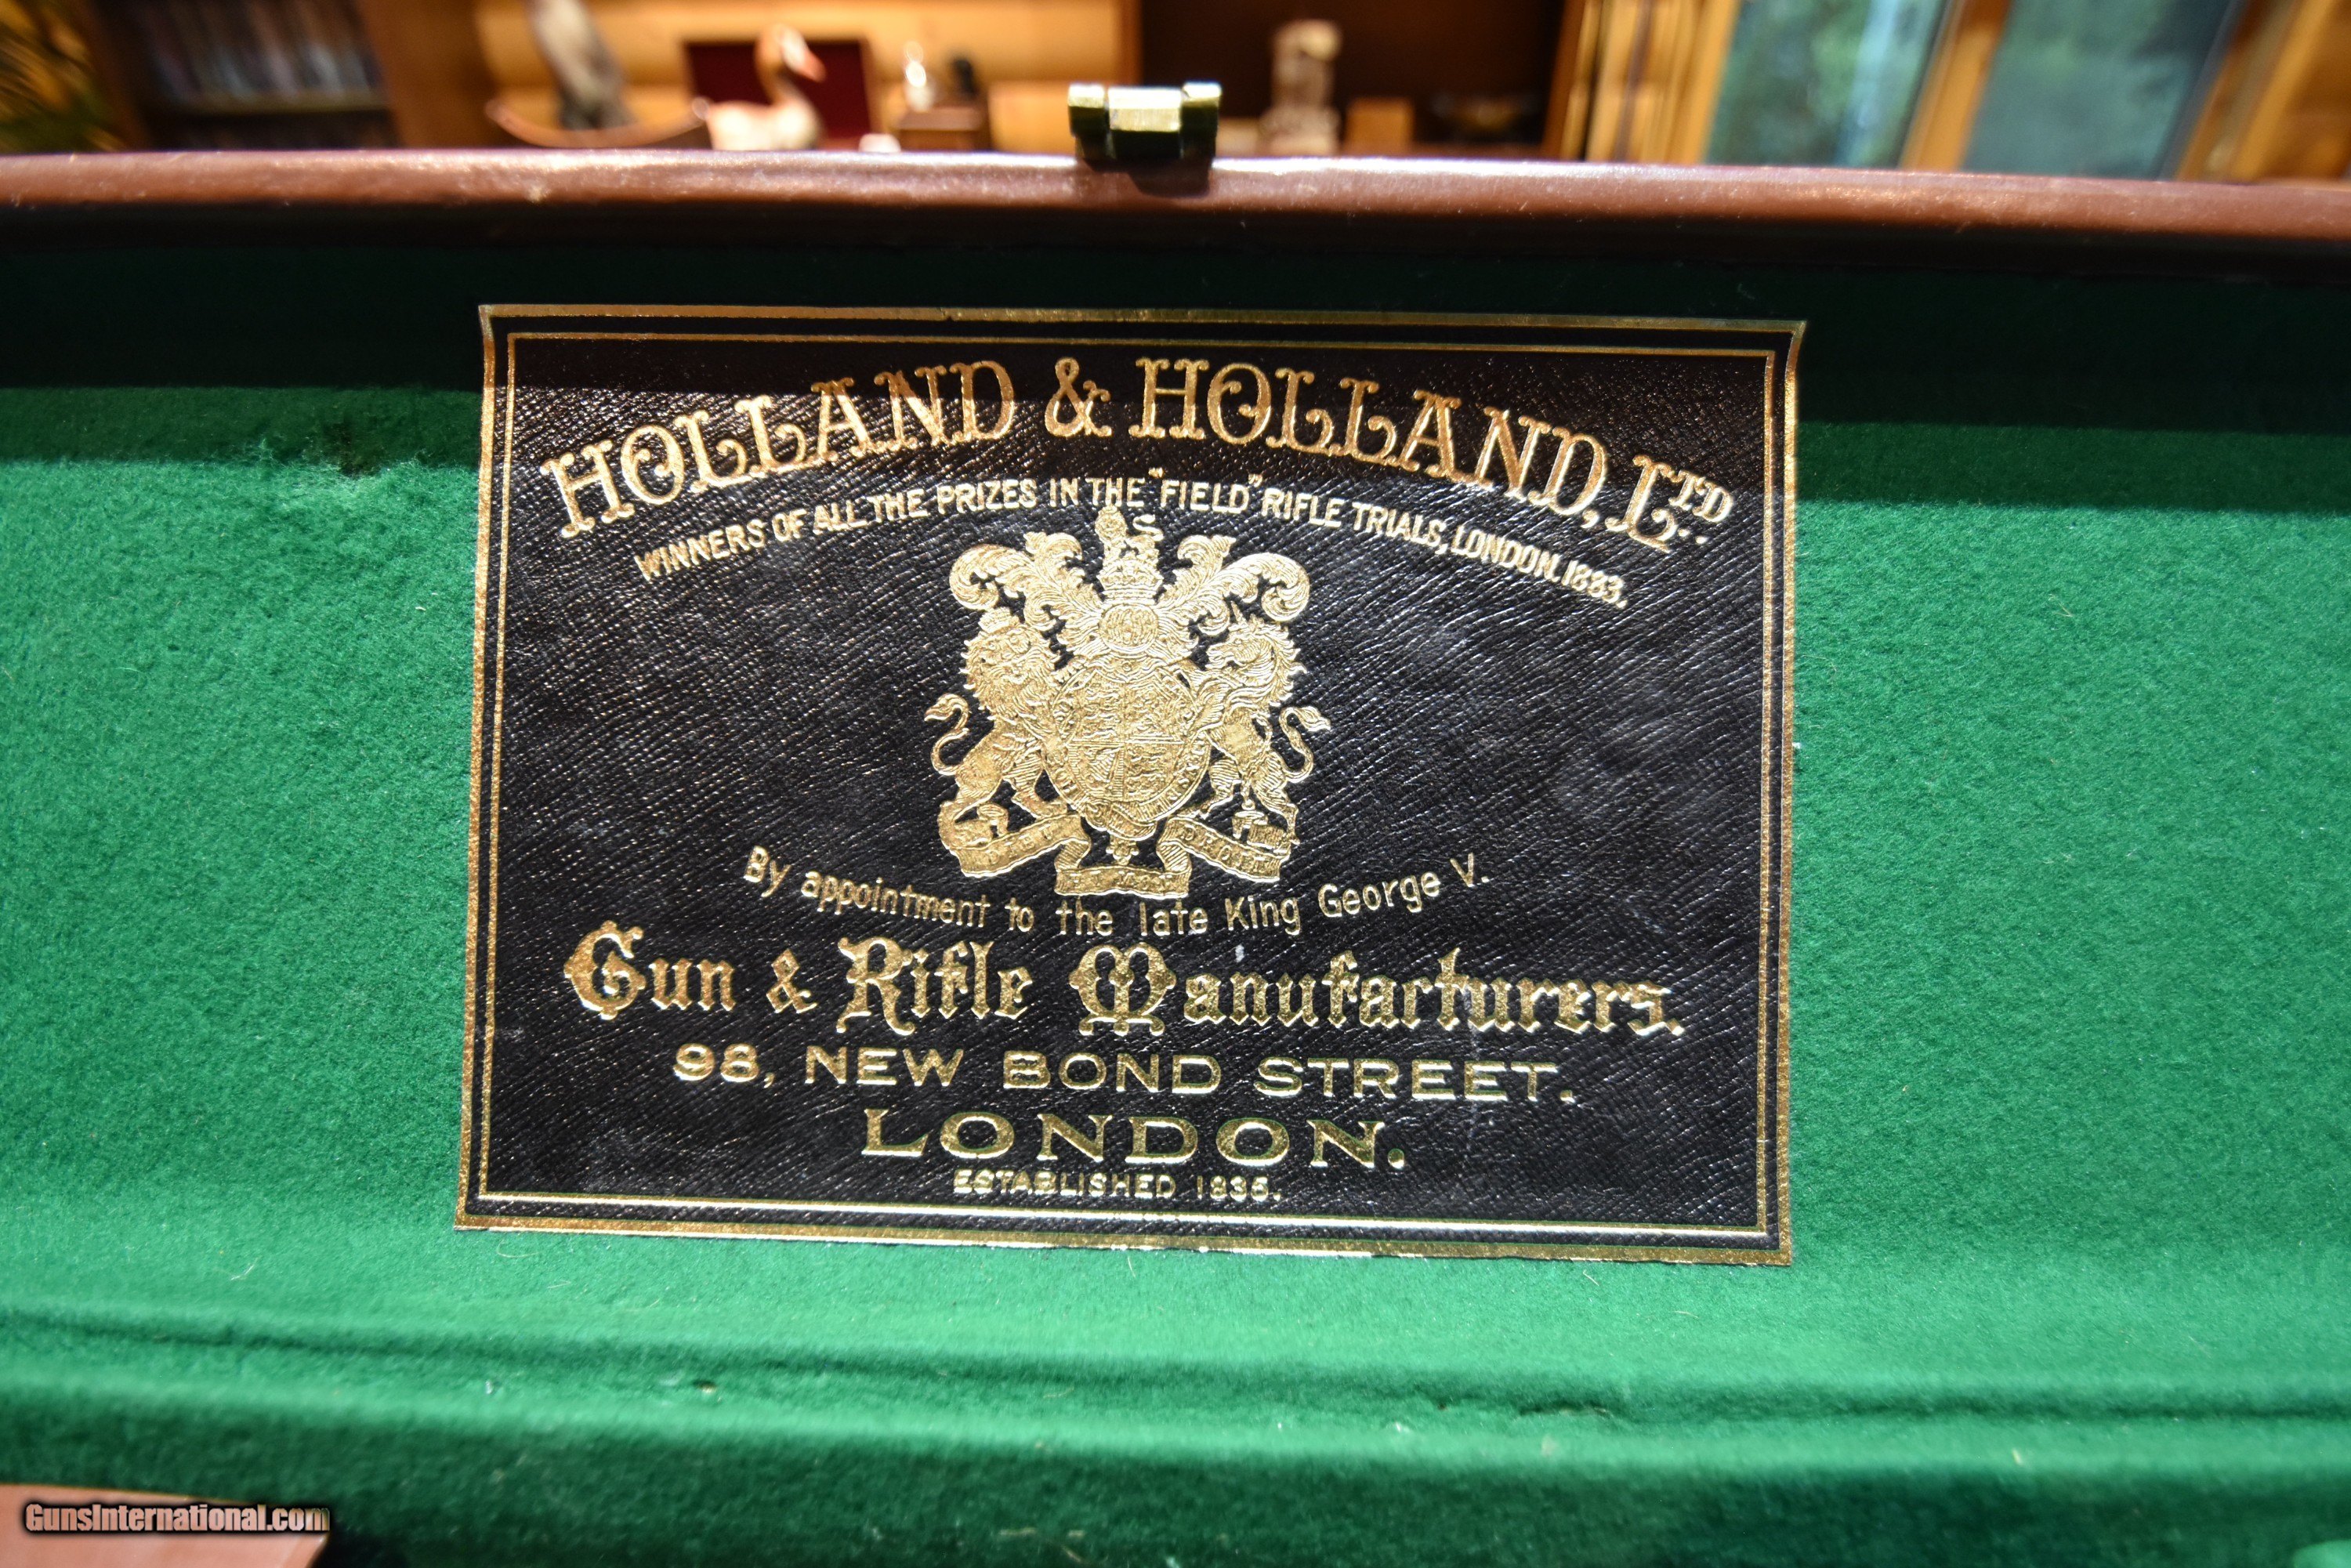 HOLLAND & HOLLAND, LTD.
WINNERS OF ALL THE PRIZES IN THE "FIELD" RIFLE TRIALS, LONDON. 1883.
By appointment to the late King George V.
Gun & Rifle Manufacturers.
98, NEW BOND STREET.
LONDON.
ESTABLISHED 1835.
GunsInternational.com